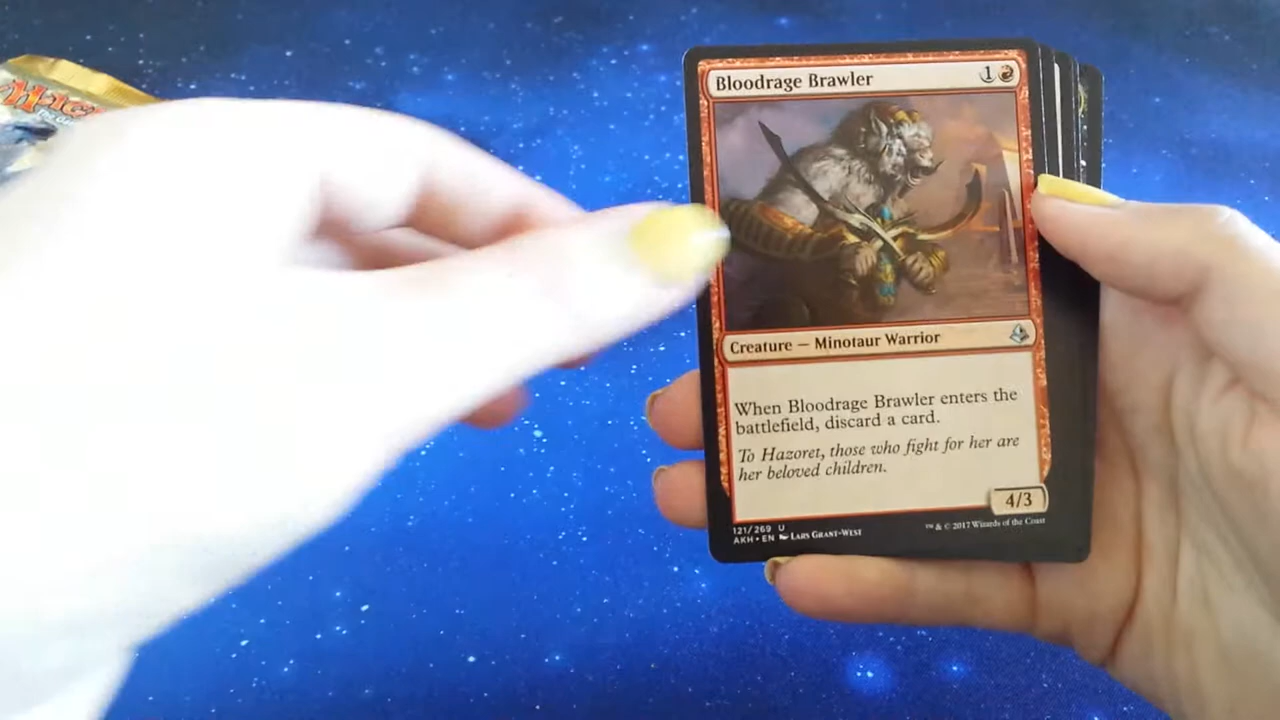 Bloodrage Brawler 1
Creature — Minotaur Warrior
When Bloodrage Brawler enters the
battlefield, discard a card.
To Hazoret, those who fight for her are
her beloved children.
4/3
121/269 U
AKH • EN Lars Grant-West
™ & © 2017 Wizards of the Coast